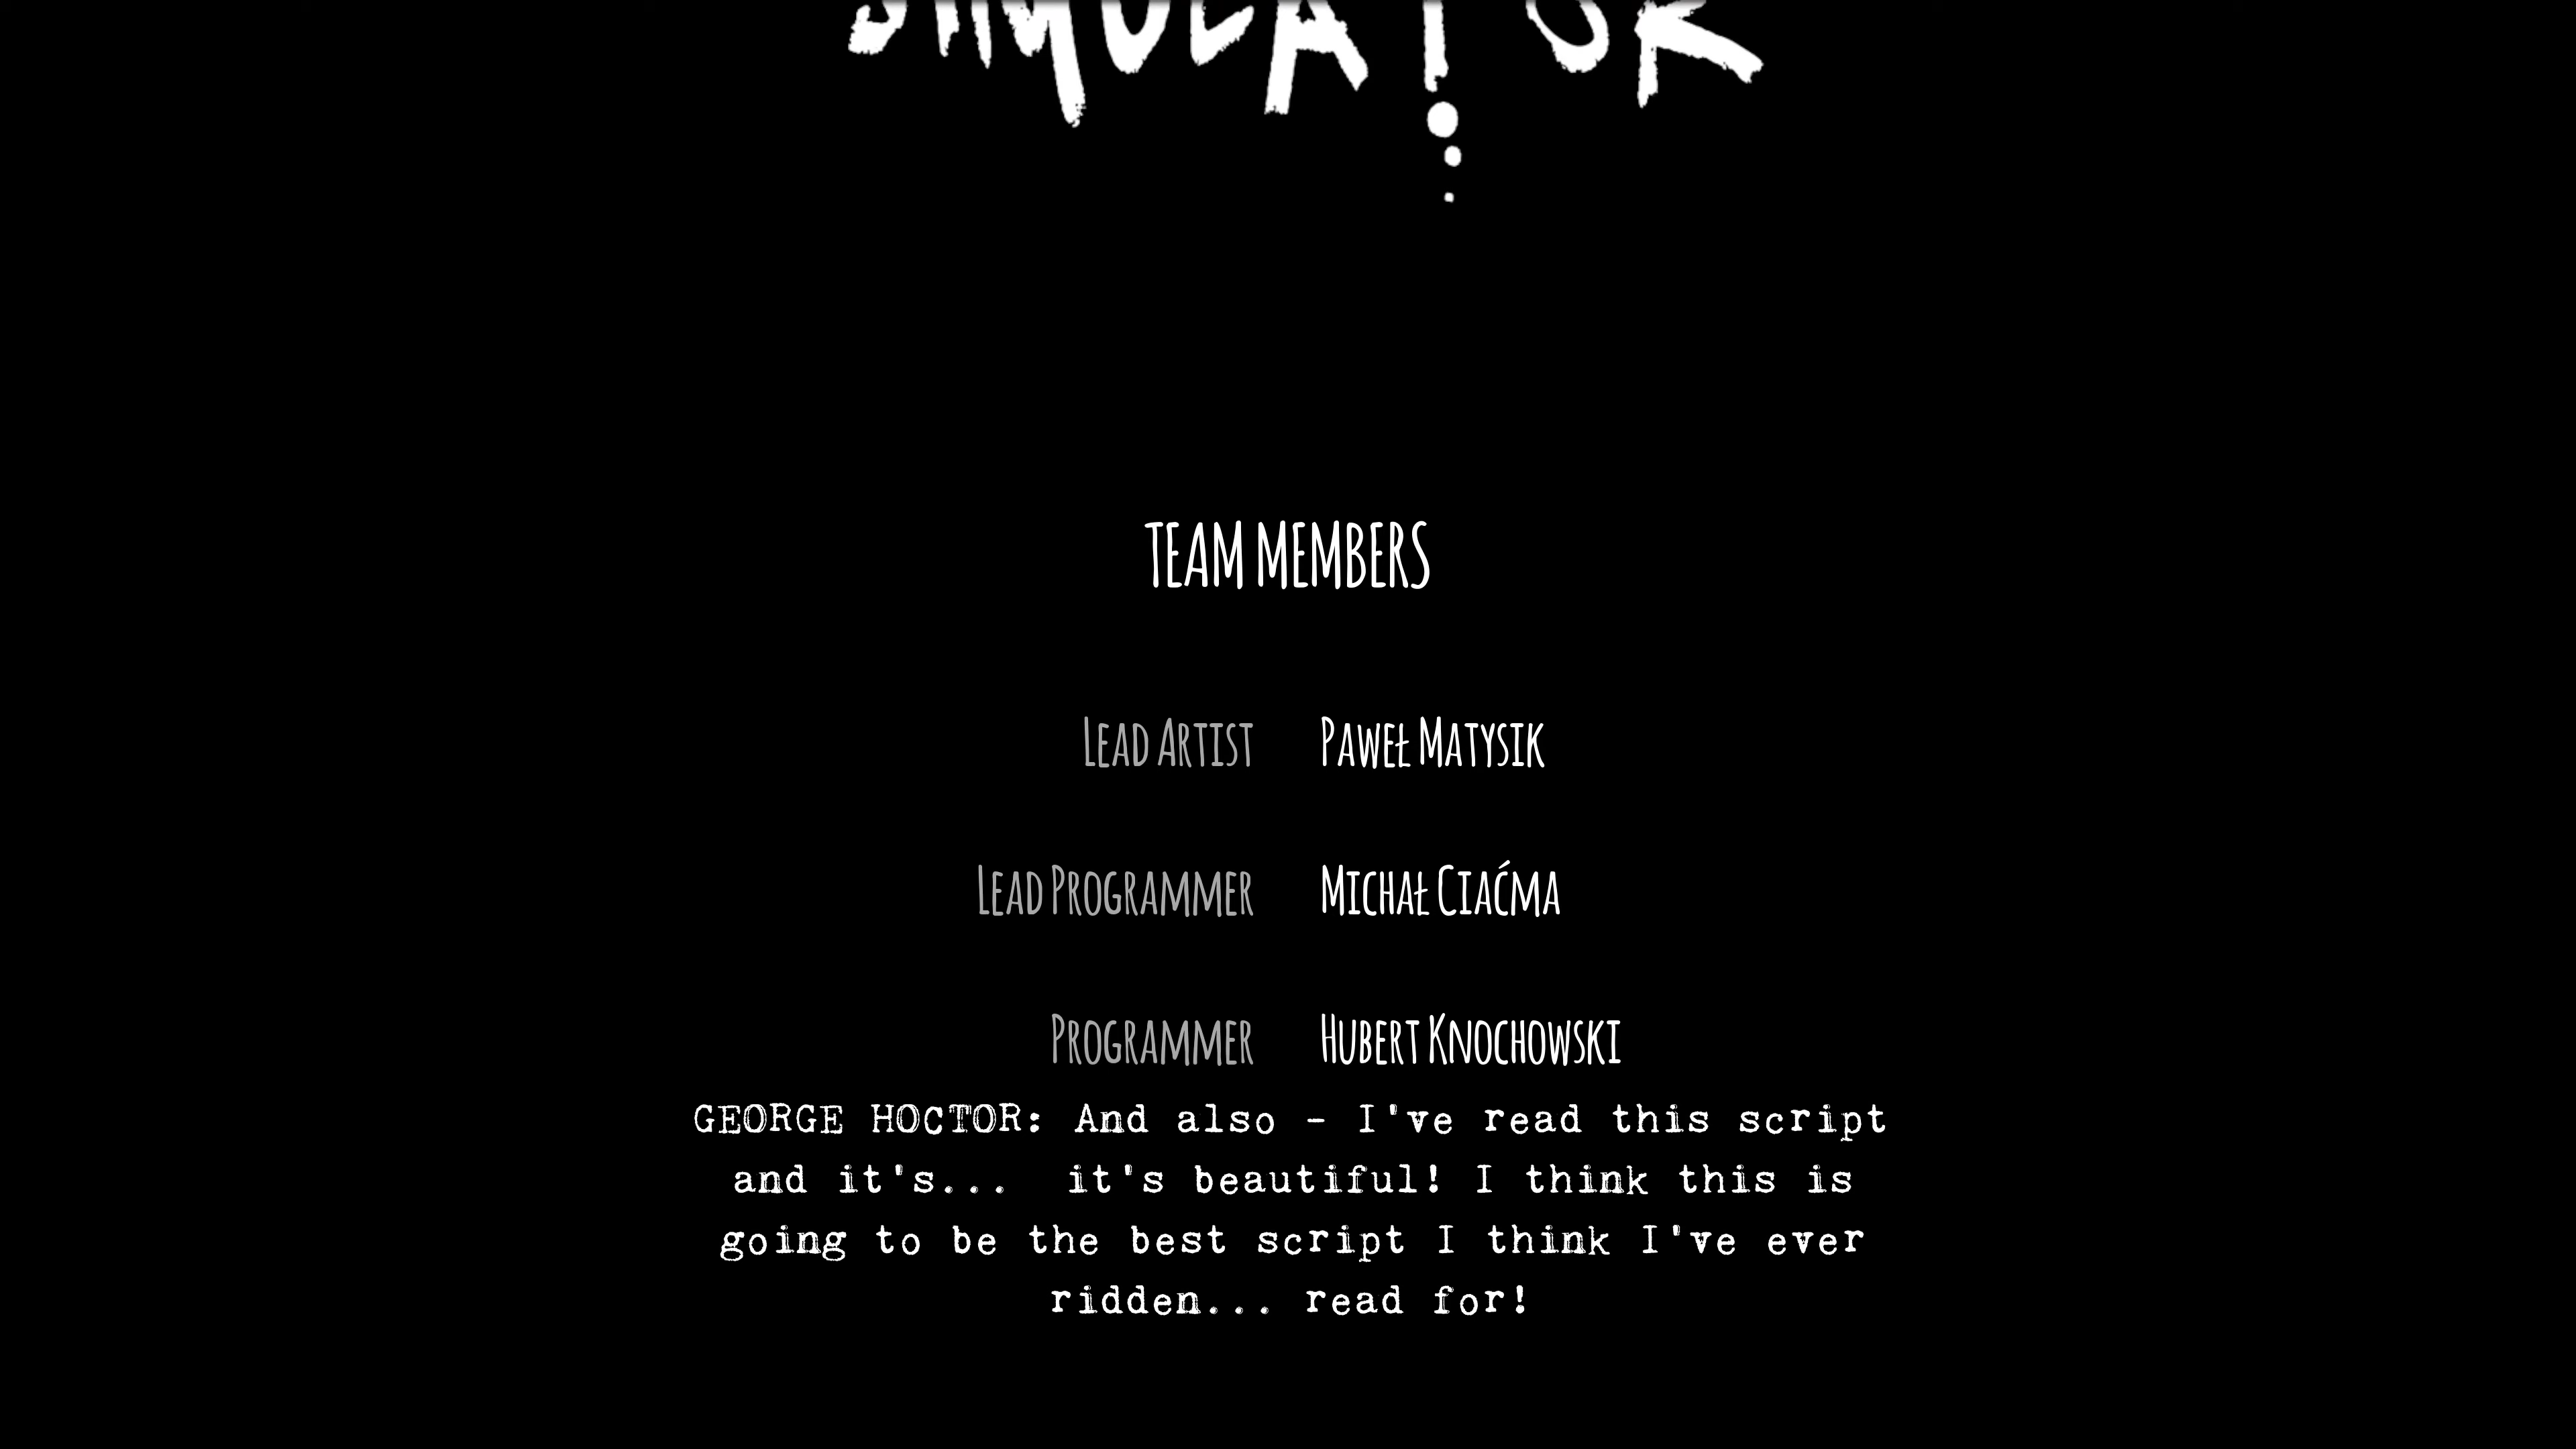 SIMULATOR
TEAM MEMBERS
LEAD ARTIST PAWEŁ MATYSIK
LEAD PROGRAMMER MICHAŁ CIAĆMA
PROGRAMMER HUBERT KNOCHOWSKI
GEORGE HOCTOR: And also - I've read this script
and it's... it's beautiful! I think this is
going to be the best script I think I've ever
ridden... read for!